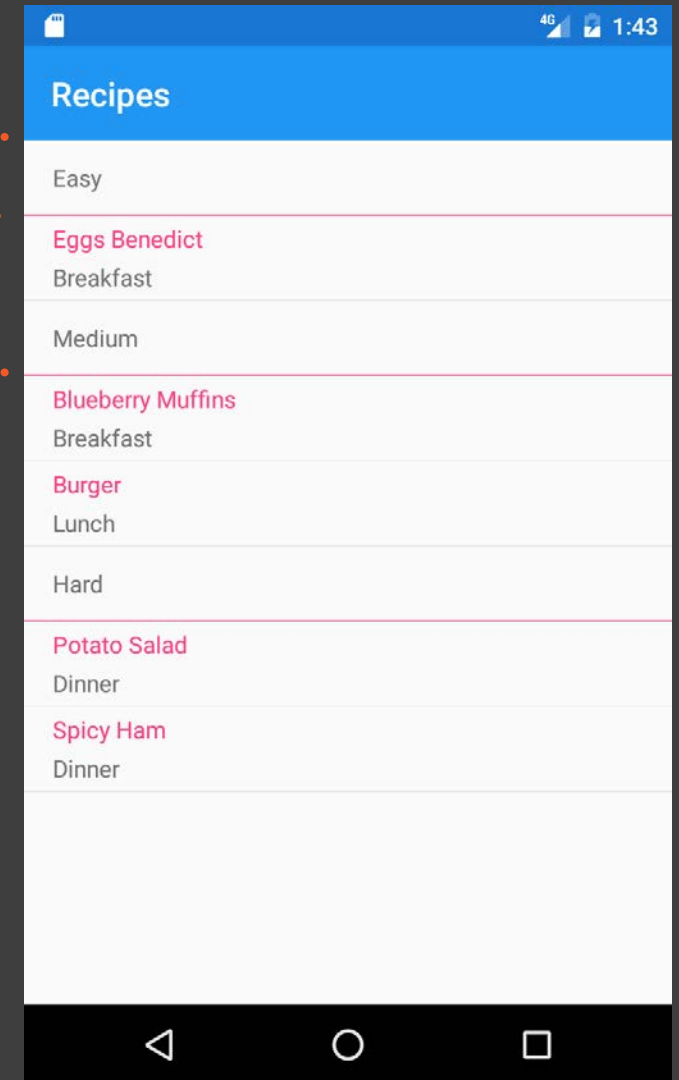 4G 1:43
Recipes
Easy
Eggs Benedict
Breakfast
Medium
Blueberry Muffins
Breakfast
Burger
Lunch
Hard
Potato Salad
Dinner
Spicy Ham
Dinner